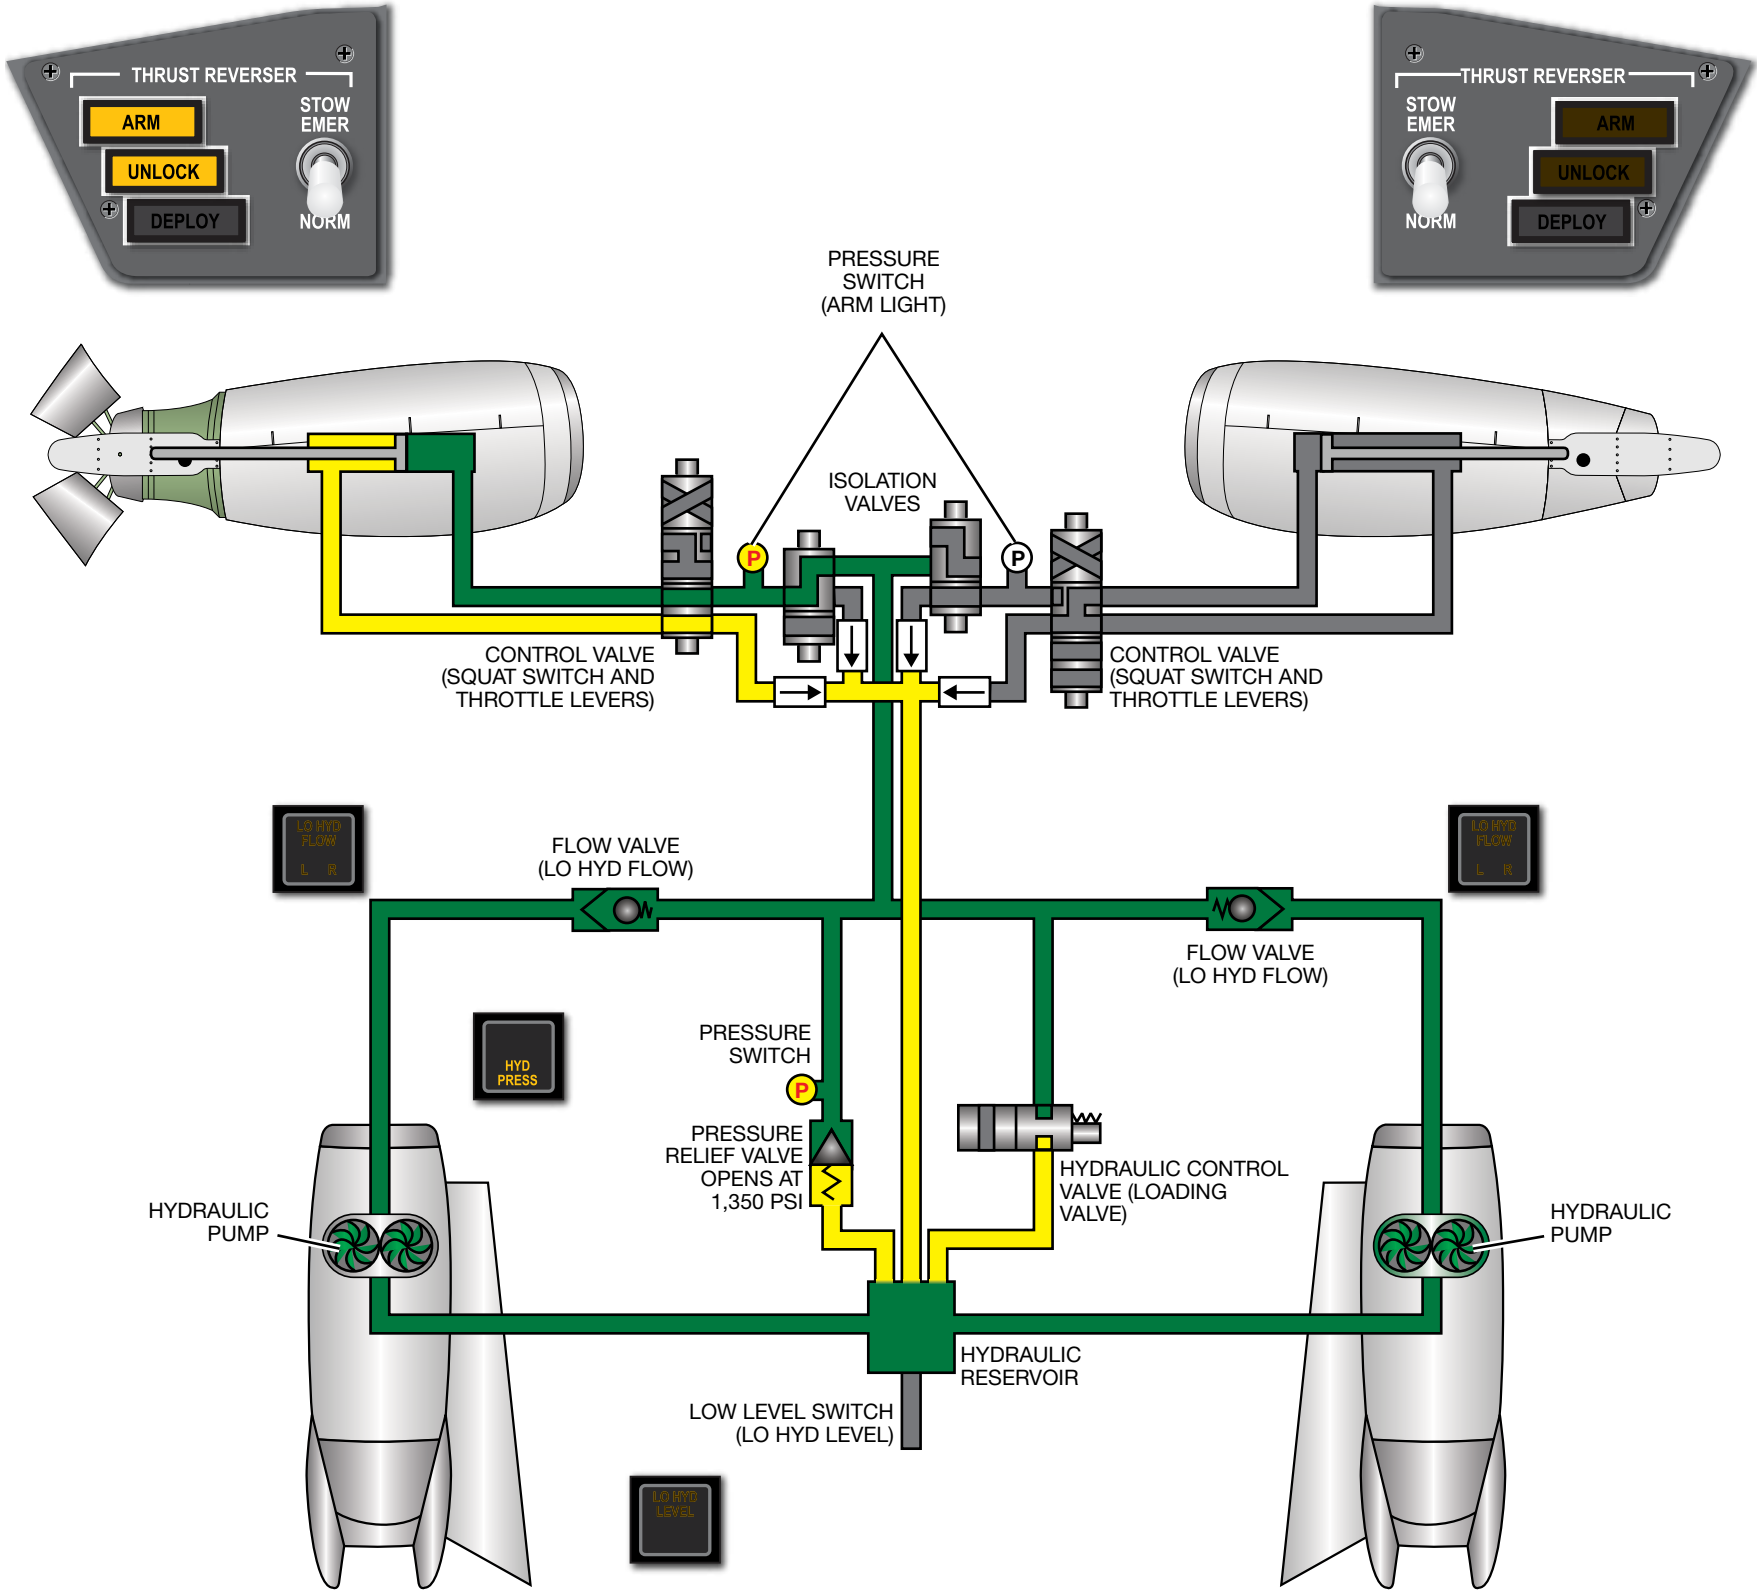 THRUST REVERSER
ARM
UNLOCK
DEPLOY
STOW
EMER
NORM
THRUST REVERSER
STOW
EMER
NORM
ARM
UNLOCK
DEPLOY
PRESSURE
SWITCH
(ARM LIGHT)
ISOLATION
VALVES
P
P
CONTROL VALVE
(SQUAT SWITCH AND
THROTTLE LEVERS)
CONTROL VALVE
(SQUAT SWITCH AND
THROTTLE LEVERS)
LO HYD
FLOW
L R
LO HYD
FLOW
L R
FLOW VALVE
(LO HYD FLOW)
FLOW VALVE
(LO HYD FLOW)
HYD
PRESS
PRESSURE
SWITCH
P
PRESSURE
RELIEF VALVE
OPENS AT
1,350 PSI
HYDRAULIC CONTROL
VALVE (LOADING
VALVE)
HYDRAULIC
PUMP
HYDRAULIC
PUMP
HYDRAULIC
RESERVOIR
LOW LEVEL SWITCH
(LO HYD LEVEL)
LO HYD
LEVEL